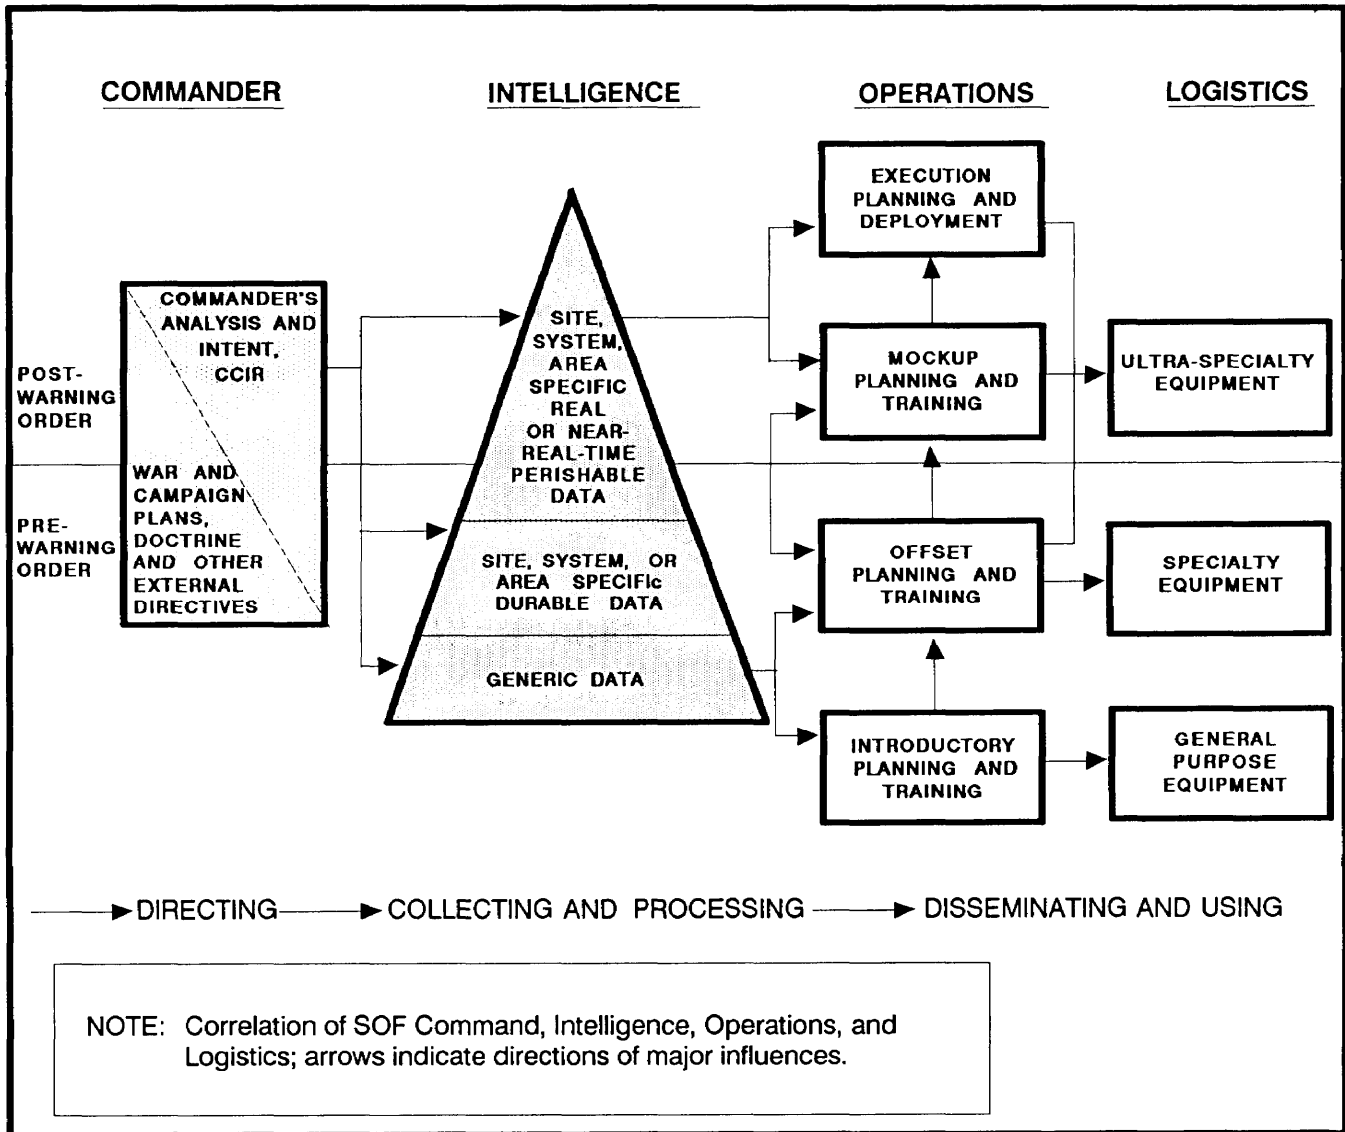 COMMANDER
INTELLIGENCE
OPERATIONS
LOGISTICS
POST-
WARNING
ORDER
PRE-
WARNING
ORDER
COMMANDER'S
ANALYSIS AND
INTENT,
CCIR
WAR AND
CAMPAIGN
PLANS,
DOCTRINE
AND OTHER
EXTERNAL
DIRECTIVES
SITE,
SYSTEM,
AREA
SPECIFIC
REAL
OR NEAR-
REAL-TIME
PERISHABLE
DATA
SITE, SYSTEM, OR
AREA SPECIFIc
DURABLE DATA
GENERIC DATA
EXECUTION
PLANNING AND
DEPLOYMENT
MOCKUP
PLANNING AND
TRAINING
OFFSET
PLANNING AND
TRAINING
INTRODUCTORY
PLANNING AND
TRAINING
ULTRA-SPECIALTY
EQUIPMENT
SPECIALTY
EQUIPMENT
GENERAL
PURPOSE
EQUIPMENT
DIRECTING COLLECTING AND PROCESSING DISSEMINATING AND USING
NOTE: Correlation of SOF Command, Intelligence, Operations, and
Logistics; arrows indicate directions of major influences.